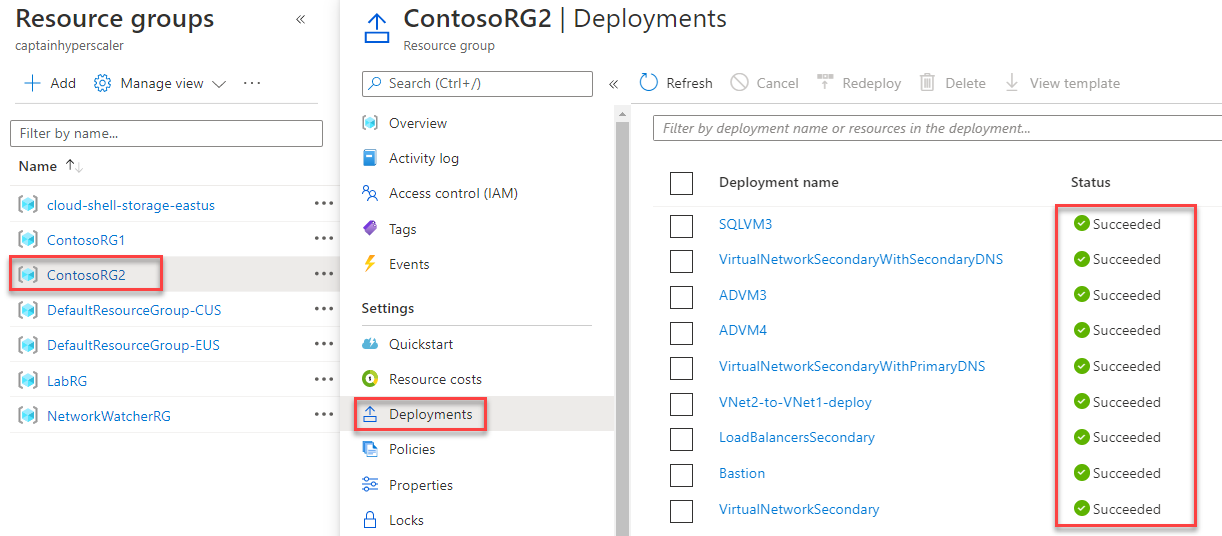 Resource groups
captainhyperscaler
Add
Manage view
Filter by name...
Name
cloud-shell-storage-eastus
ContosoRG1
ContosoRG2
DefaultResourceGroup-CUS
DefaultResourceGroup-EUS
LabRG
NetworkWatcherRG
ContosoRG2 | Deployments
Resource group
Search (Ctrl+/)
Overview
Activity log
Access control (IAM)
Tags
Events
Settings
Quickstart
Resource costs
Deployments
Policies
Properties
Locks
Refresh
Cancel
Redeploy
Delete
View template
Filter by deployment name or resources in the deployment...
Deployment name Status
SQLVM3 Succeeded
VirtualNetworkSecondaryWithSecondaryDNS Succeeded
ADVM3 Succeeded
ADVM4 Succeeded
VirtualNetworkSecondaryWithPrimaryDNS Succeeded
VNet2-to-VNet1-deploy Succeeded
LoadBalancersSecondary Succeeded
Bastion Succeeded
VirtualNetworkSecondary Succeeded